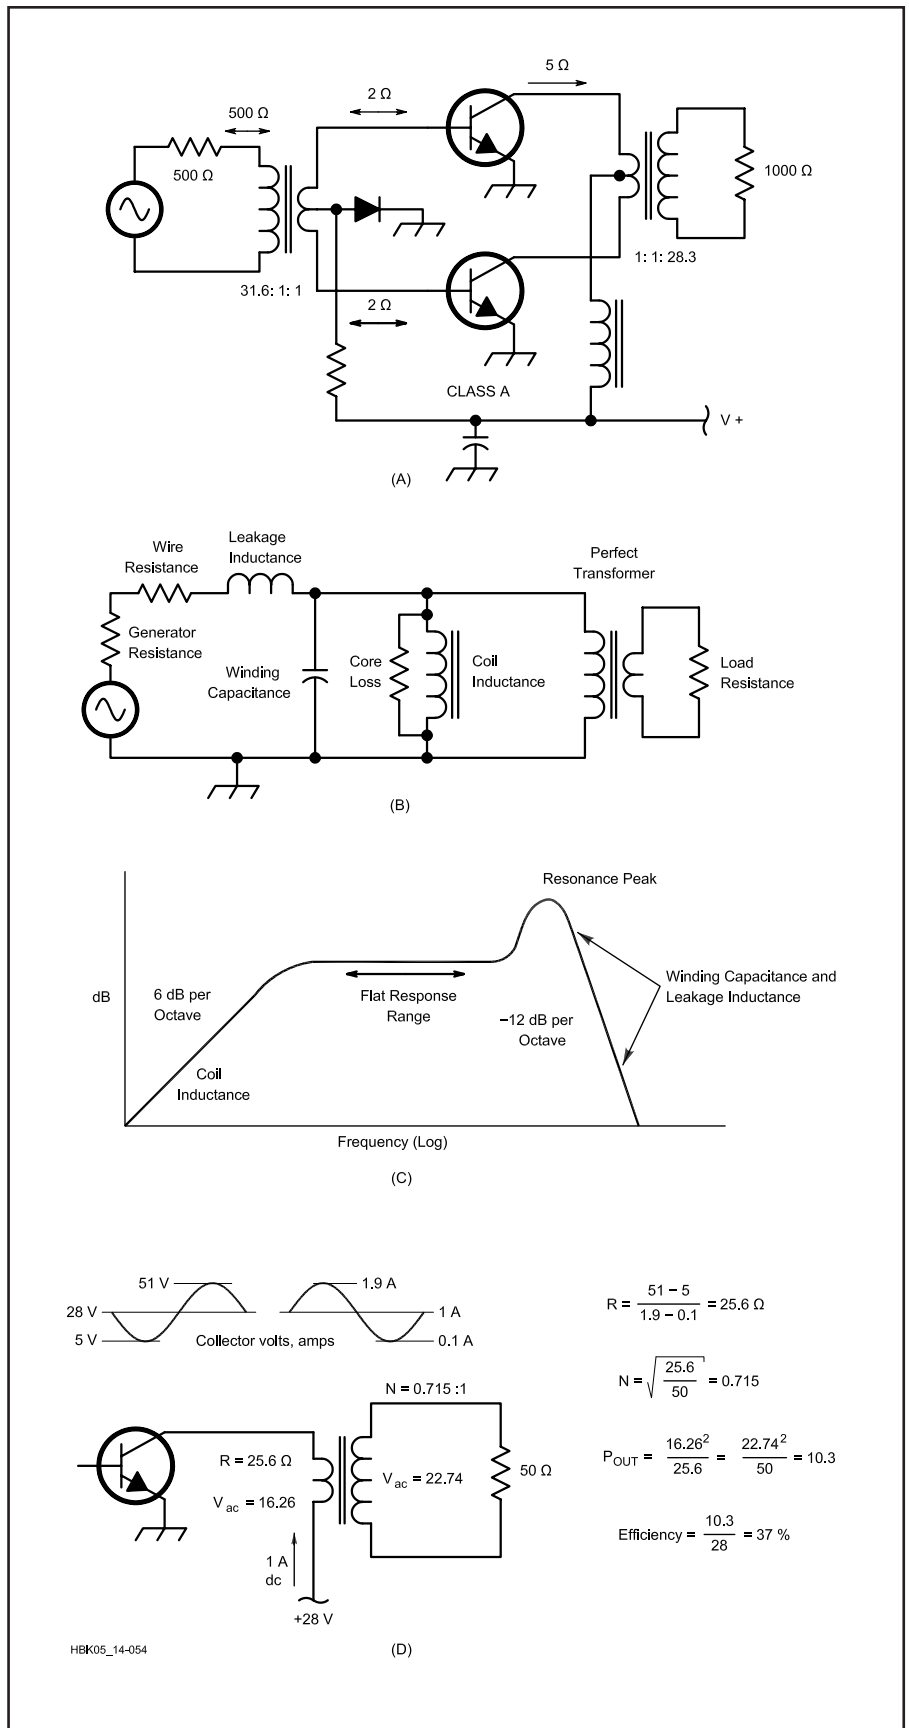 5 Ω
2 Ω
500 Ω
500 Ω
1000 Ω
31.6: 1: 1
1: 1: 28.3
2 Ω
CLASS A
V +
(A)
Wire
Resistance
Leakage
Inductance
Perfect
Transformer
Generator
Resistance
Winding
Capacitance
Core
Loss
Coil
Inductance
Load
Resistance
(B)
Resonance Peak
dB
6 dB per
Octave
Flat Response
Range
−12 dB per
Octave
Winding Capacitance and
Leakage Inductance
Coil
Inductance
Frequency (Log)
(C)
51 V
28 V
5 V
1.9 A
1 A
0.1 A
Collector volts, amps
R = 51 − 5 / 1.9 − 0.1 = 25.6 Ω
N = √ 25.6 / 50 = 0.715
P_OUT = 16.26² / 25.6 = 22.74² / 50 = 10.3
Efficiency = 10.3 / 28 = 37 %
N = 0.715 :1
R = 25.6 Ω
V ac = 16.26
V ac = 22.74
50 Ω
1 A
dc
+28 V
HBK05_14-054
(D)